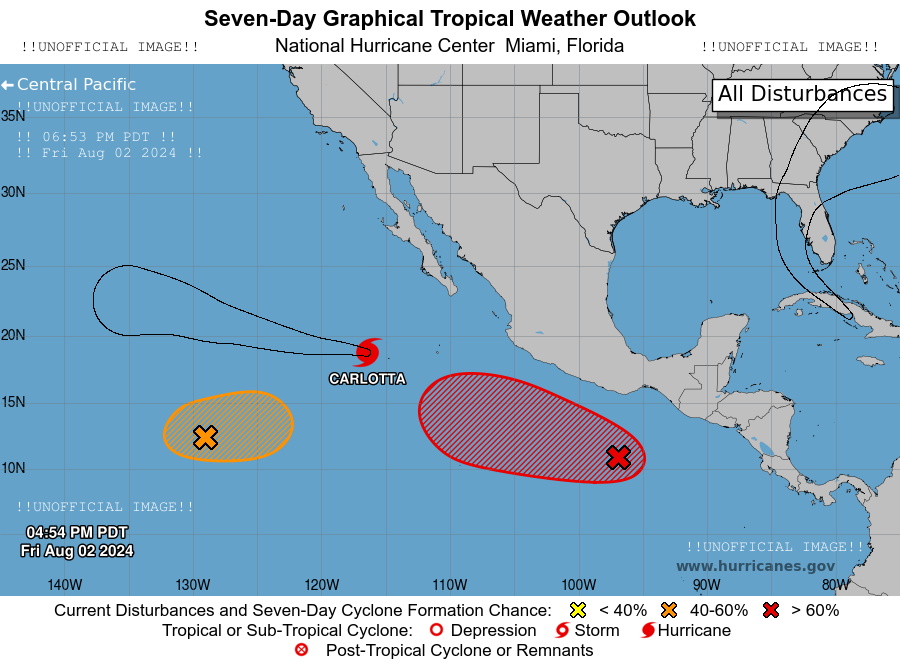 Seven-Day Graphical Tropical Weather Outlook
!!UNOFFICIAL IMAGE!! National Hurricane Center Miami, Florida !!UNOFFICIAL IMAGE!!
Central Pacific
All Disturbances
!!UNOFFICIAL IMAGE!!
35N
!! 06:53 PM PDT !!
!! Fri Aug 02 2024 !!
30N
25N
20N
CARLOTTA
15N
10N
!!UNOFFICIAL IMAGE!!
04:54 PM PDT
Fri Aug 02 2024
!!UNOFFICIAL IMAGE!!
www.hurricanes.gov
140W 130W 120W 110W 100W 90W 80W
Current Disturbances and Seven-Day Cyclone Formation Chance: < 40% 40-60% > 60%
Tropical or Sub-Tropical Cyclone: Depression Storm Hurricane
Post-Tropical Cyclone or Remnants